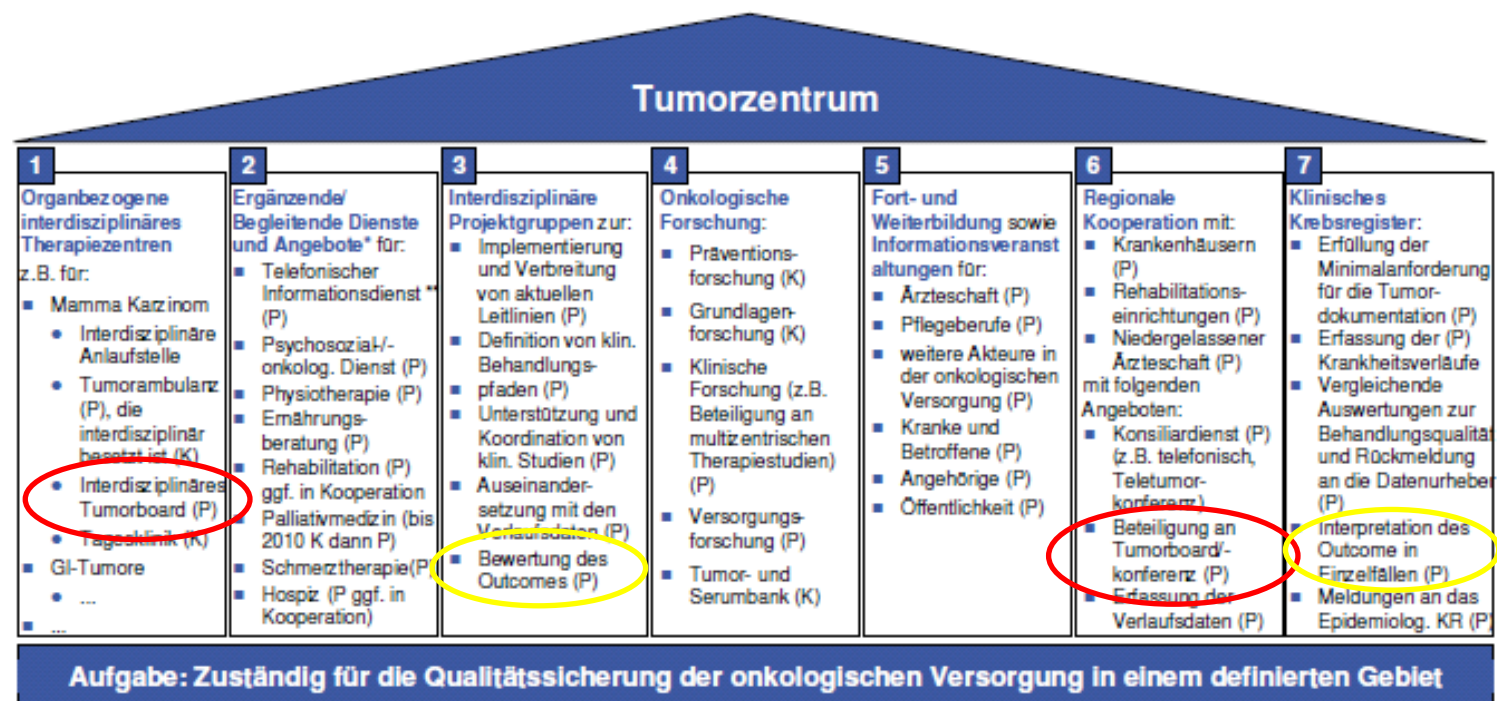 Tumorzentrum
1
Organbezogene
interdisziplinäres
Therapiezentren
z.B. für:
■ Mamma Karzinom
● Interdisziplinäre
Anlaufstelle
● Tumorambulanz
(P), die
interdisziplinär
besetzt ist (K)
● Interdisziplinäres
Tumorboard (P)
● Tagesklinik (K)
■ GI-Tumore
● ...
■ ...
2
Ergänzende/
Begleitende Dienste
und Angebote* für:
■ Telefonischer
Informationsdienst **
(P)
■ Psychosozial-/-
onkolog. Dienst (P)
■ Physiotherapie (P)
■ Ernährungs-
beratung (P)
■ Rehabilitation (P)
ggf. in Kooperation
■ Palliativmedizin (bis
2010 K dann P)
■ Schmerztherapie(P)
■ Hospiz (P ggf. in
Kooperation)
3
Interdisziplinäre
Projektgruppen zur:
■ Implementierung
und Verbreitung
von aktuellen
Leitlinien (P)
■ Definition von klin.
Behandlungs-
■ pfaden (P)
■ Unterstützung und
Koordination von
klin. Studien (P)
■ Auseinander-
setzung mit den
Verlaufsdaten (P)
■ Bewertung des
Outcomes (P)
4
Onkologische
Forschung:
■ Präventions-
forschung (K)
■ Grundlagen-
forschung (K)
■ Klinische
Forschung (z.B.
Beteiligung an
multizentrischen
Therapiestudien)
(P)
■ Versorgungs-
forschung (P)
■ Tumor- und
Serumbank (K)
5
Fort- und
Weiterbildung sowie
Informationsveranst
altungen für:
■ Ärzteschaft (P)
■ Pflegeberufe (P)
■ weitere Akteure in
der onkologischen
Versorgung (P)
■ Kranke und
Betroffene (P)
■ Angehörige (P)
■ Öffentlichkeit (P)
6
Regionale
Kooperation mit:
■ Krankenhäusern
(P)
■ Rehabilitations-
einrichtungen (P)
■ Niedergelassener
Ärzteschaft (P)
mit folgenden
Angeboten:
■ Konsiliardienst (P)
(z.B. telefonisch,
Teletumor-
konferenz)
■ Beteiligung an
Tumorboard/-
konferenz (P)
■ Erfassung der
Verlaufsdaten (P)
7
Klinisches
Krebsregister:
■ Erfüllung der
Minimalanforderung
für die Tumor-
dokumentation (P)
■ Erfassung der (P)
Krankheitsverläufe
■ Vergleichende
Auswertungen zur
Behandlungsqualität
und Rückmeldung
an die Datenurheber
(P)
■ Interpretation des
Outcome in
Einzelfällen (P)
■ Meldungen an das
Epidemiolog. KR (P)
Aufgabe: Zuständig für die Qualitätssicherung der onkologischen Versorgung in einem definierten Gebiet